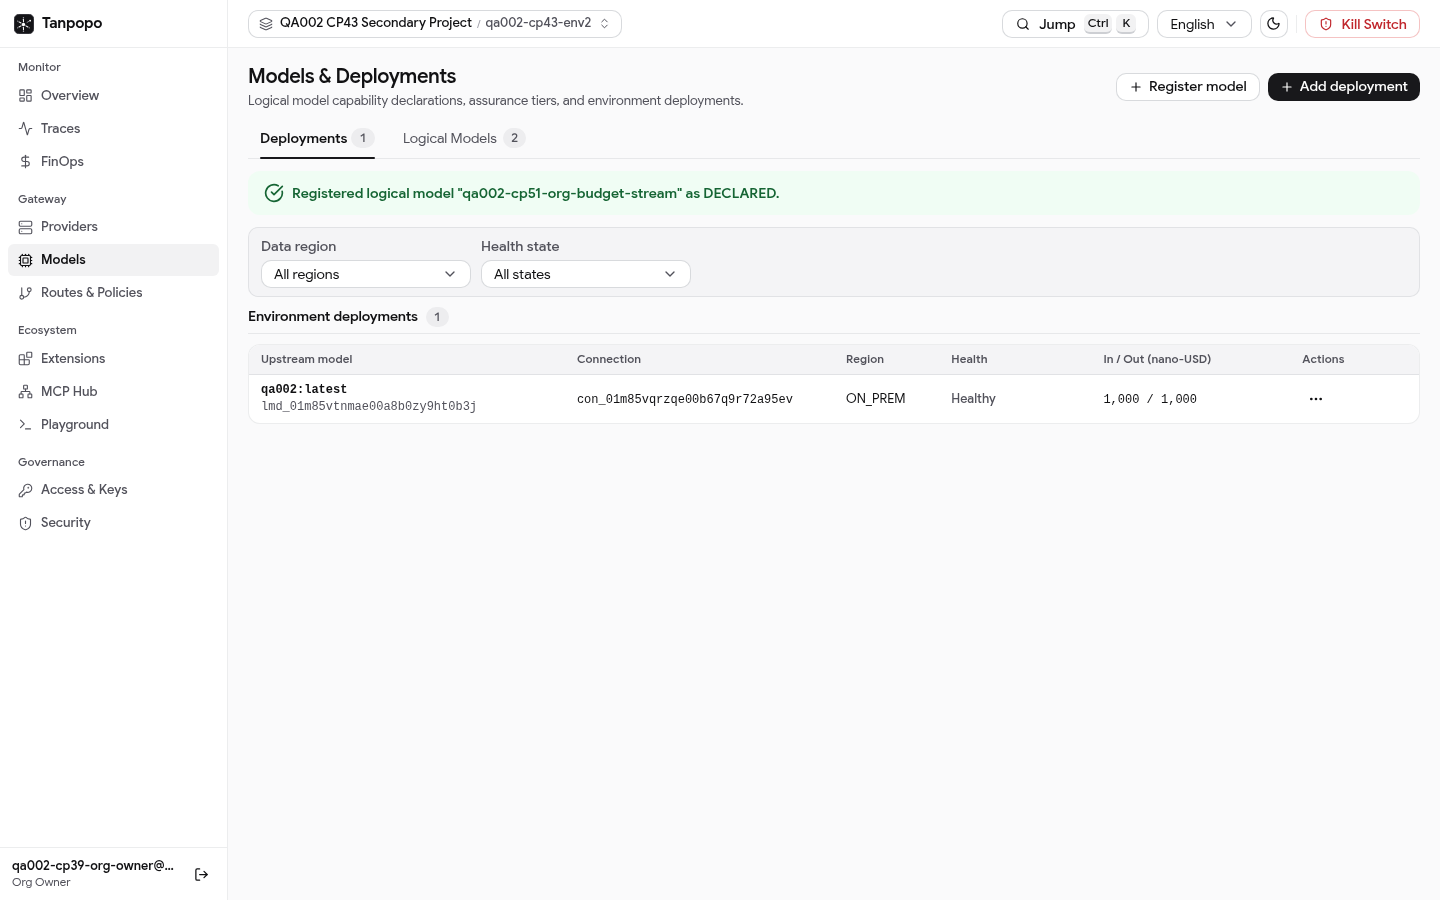 Tanpopo
QA002 CP43 Secondary Project / qa002-cp43-env2
Jump Ctrl K
English
Kill Switch
Monitor
Overview
Traces
FinOps
Gateway
Providers
Models
Routes & Policies
Ecosystem
Extensions
MCP Hub
Playground
Governance
Access & Keys
Security
qa002-cp39-org-owner@...
Org Owner
Models & Deployments
Logical model capability declarations, assurance tiers, and environment deployments.
+ Register model
+ Add deployment
Deployments 1
Logical Models 2
Registered logical model "qa002-cp51-org-budget-stream" as DECLARED.
Data region
Health state
All regions
All states
Environment deployments 1
Upstream model Connection Region Health In / Out (nano-USD) Actions
qa002:latest
lmd_01m85vtnmae00a8b0zy9ht0b3j
con_01m85vqrzqe00b67q9r72a95ev ON_PREM Healthy 1,000 / 1,000 ...